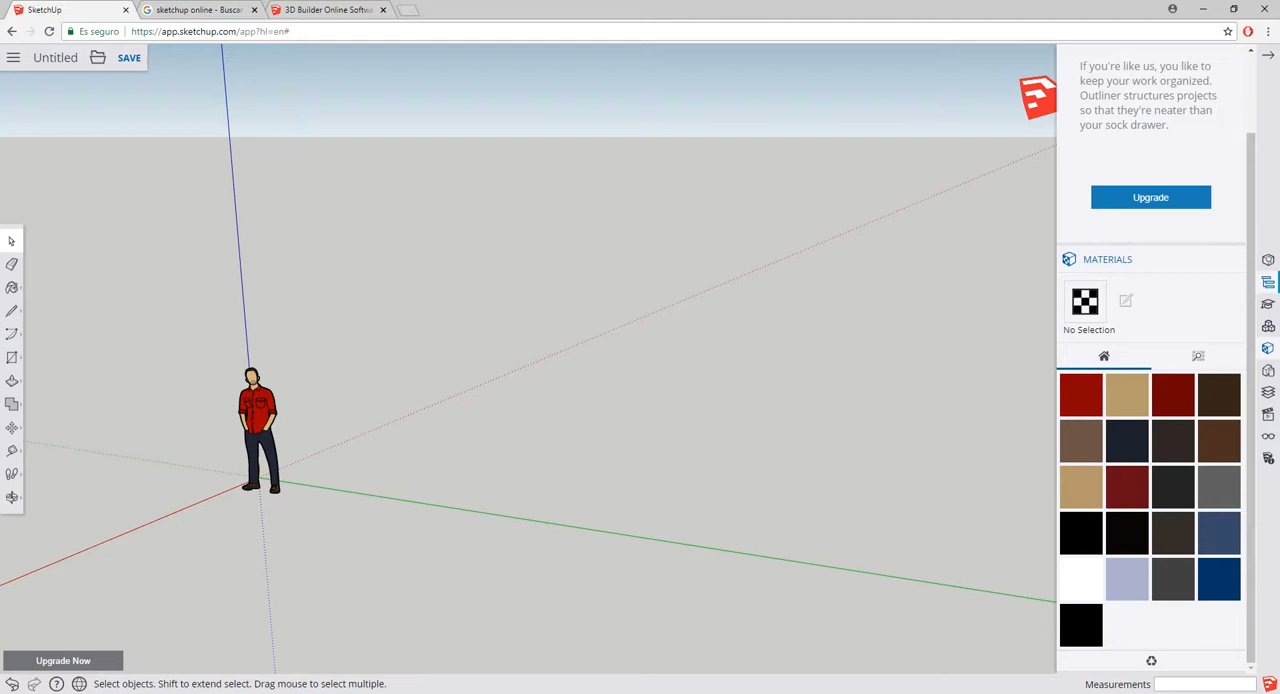 SketchUp
sketchup online - Buscar
3D Builder Online Softwa
Es seguro
https://app.sketchup.com/app?hl=en#
Untitled
SAVE
If you're like us, you like to
keep your work organized.
Outliner structures projects
so that they're neater than
your sock drawer.
Upgrade
MATERIALS
No Selection
Upgrade Now
Select objects. Shift to extend select. Drag mouse to select multiple.
Measurements